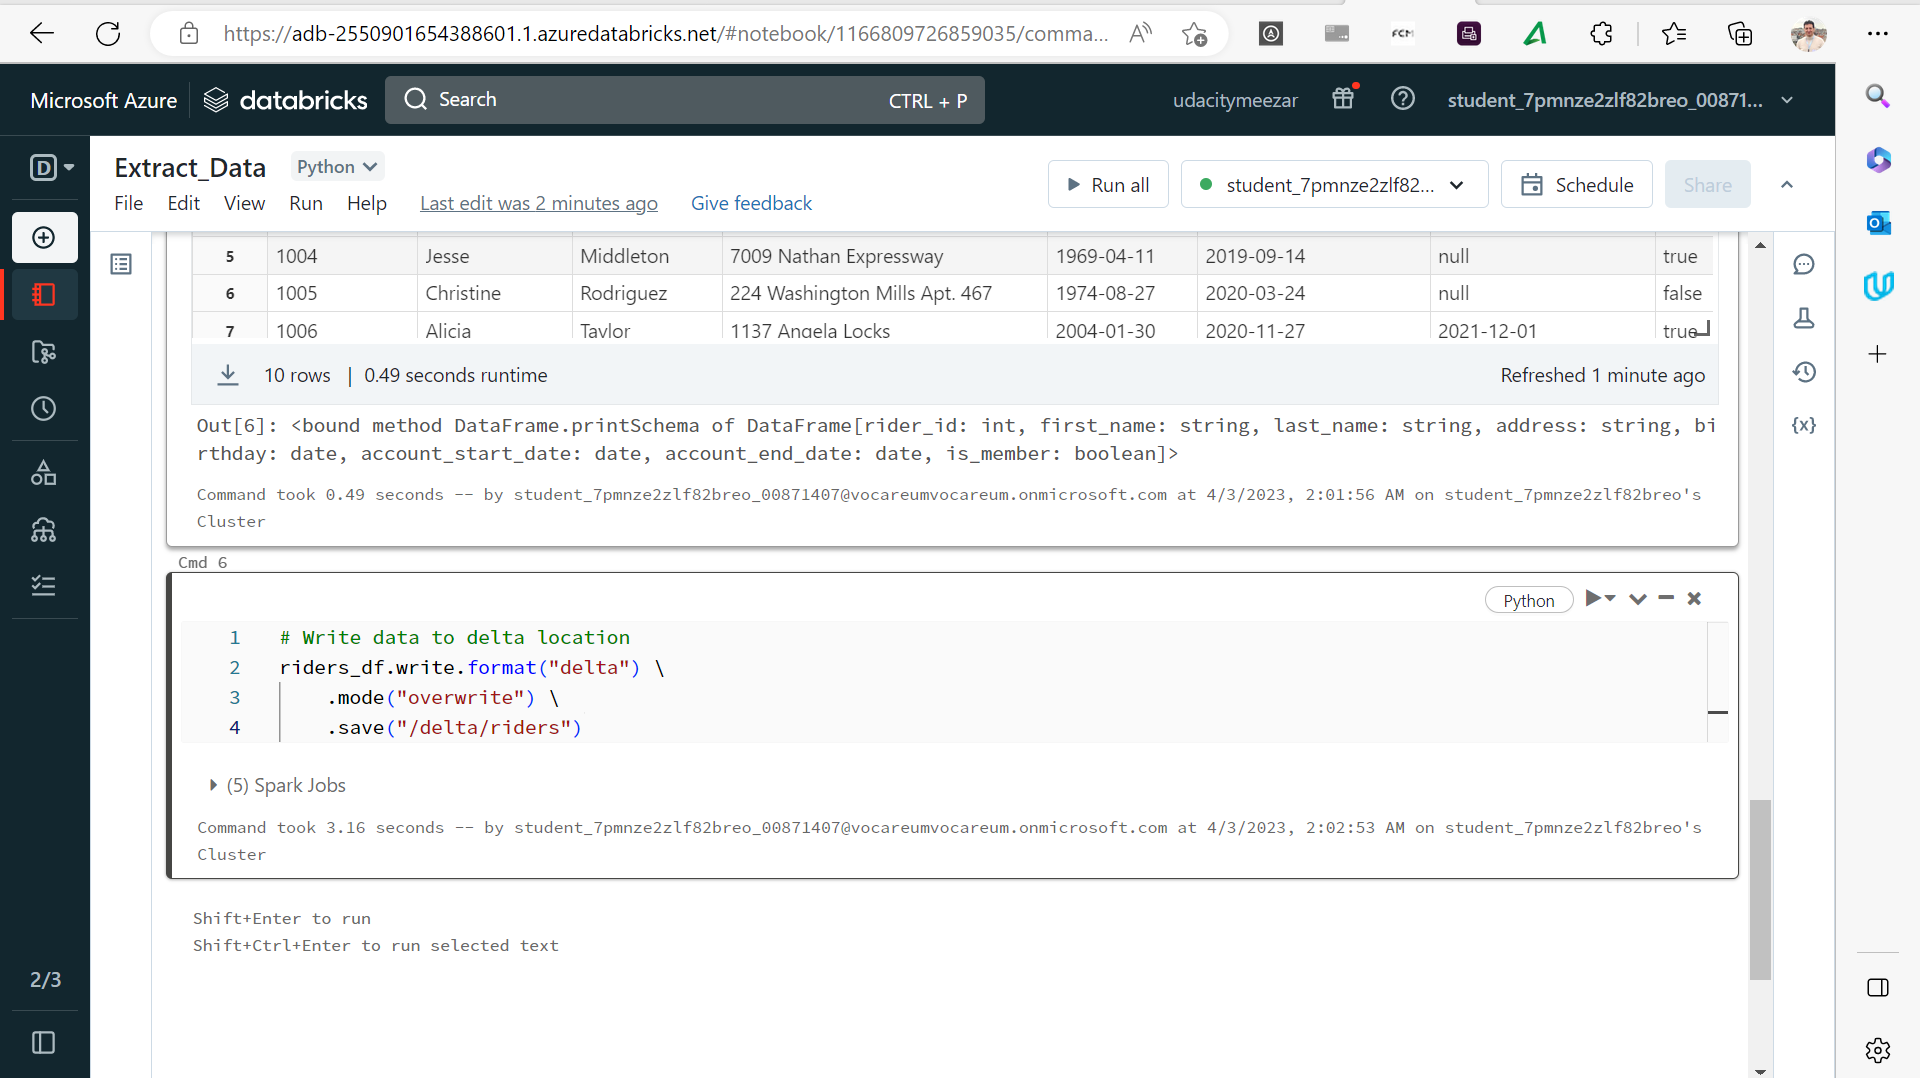 https://adb-2550901654388601.1.azuredatabricks.net/#notebook/1166809726859035/comma...
FCM
Microsoft Azure databricks Search CTRL + P udacitymeezar student_7pmnze2zlf82breo_00871...
D
Extract_Data Python
Run all student_7pmnze2zlf82... Schedule Share
File Edit View Run Help Last edit was 2 minutes ago Give feedback
5 1004 Jesse Middleton 7009 Nathan Expressway 1969-04-11 2019-09-14 null true
6 1005 Christine Rodriguez 224 Washington Mills Apt. 467 1974-08-27 2020-03-24 null false
7 1006 Alicia Taylor 1137 Angela Locks 2004-01-30 2020-11-27 2021-12-01 true
10 rows | 0.49 seconds runtime Refreshed 1 minute ago
Out[6]: <bound method DataFrame.printSchema of DataFrame[rider_id: int, first_name: string, last_name: string, address: string, bi
rthday: date, account_start_date: date, account_end_date: date, is_member: boolean]>
Command took 0.49 seconds -- by student_7pmnze2zlf82breo_00871407@vocareumvocareum.onmicrosoft.com at 4/3/2023, 2:01:56 AM on student_7pmnze2zlf82breo's
Cluster
Cmd 6
Python
1 # Write data to delta location
2 riders_df.write.format("delta") \
3 .mode("overwrite") \
4 .save("/delta/riders")
(5) Spark Jobs
Command took 3.16 seconds -- by student_7pmnze2zlf82breo_00871407@vocareumvocareum.onmicrosoft.com at 4/3/2023, 2:02:53 AM on student_7pmnze2zlf82breo's
Cluster
Shift+Enter to run
Shift+Ctrl+Enter to run selected text
2/3